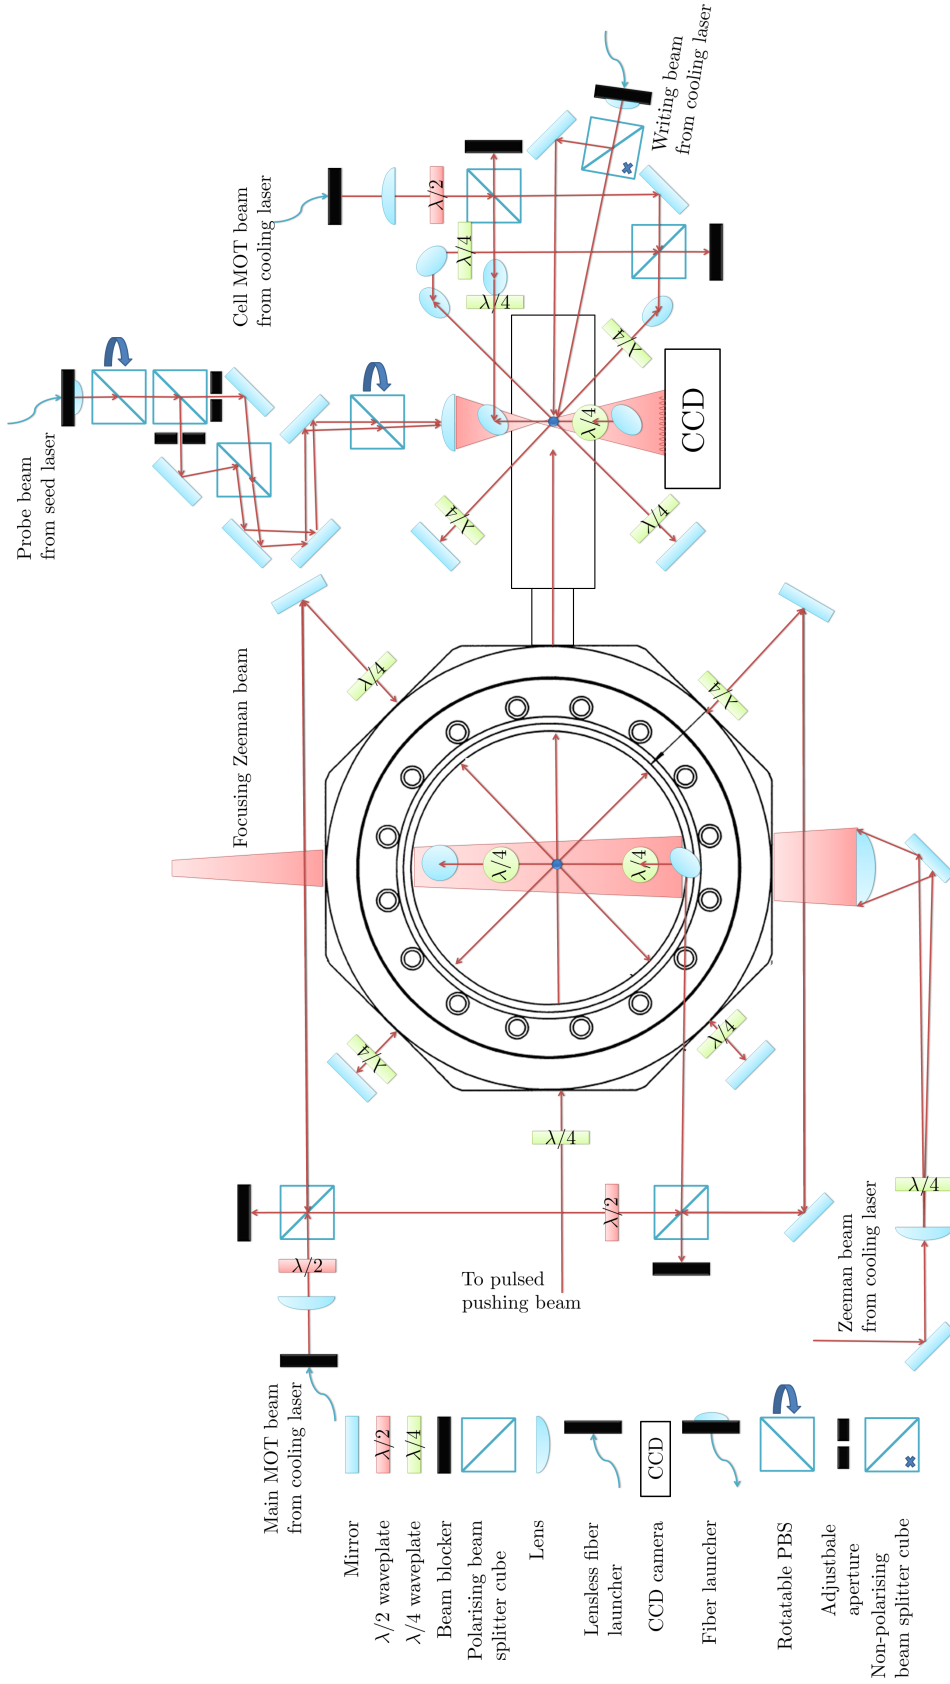 Probe beam
from seed laser
Cell MOT beam
from cooling laser
Writing beam
from cooling laser
λ/2
λ/4
λ/4
λ/4
λ/4
CCD
λ/4
λ/4
Focusing Zeeman beam
λ/4
λ/4
λ/4
λ/4
λ/4
λ/4
λ/4
λ/2
λ/2
To pulsed
pushing beam
Zeeman beam
from cooling laser
λ/4
Main MOT beam
from cooling laser
Mirror
λ/2
λ/2 waveplate
λ/4
λ/4 waveplate
Beam blocker
Polarising beam
splitter cube
Lens
Lensless fiber
launcher
CCD
CCD camera
Fiber launcher
Rotatable PBS
Adjustbale
aperture
Non-polarising
beam splitter cube